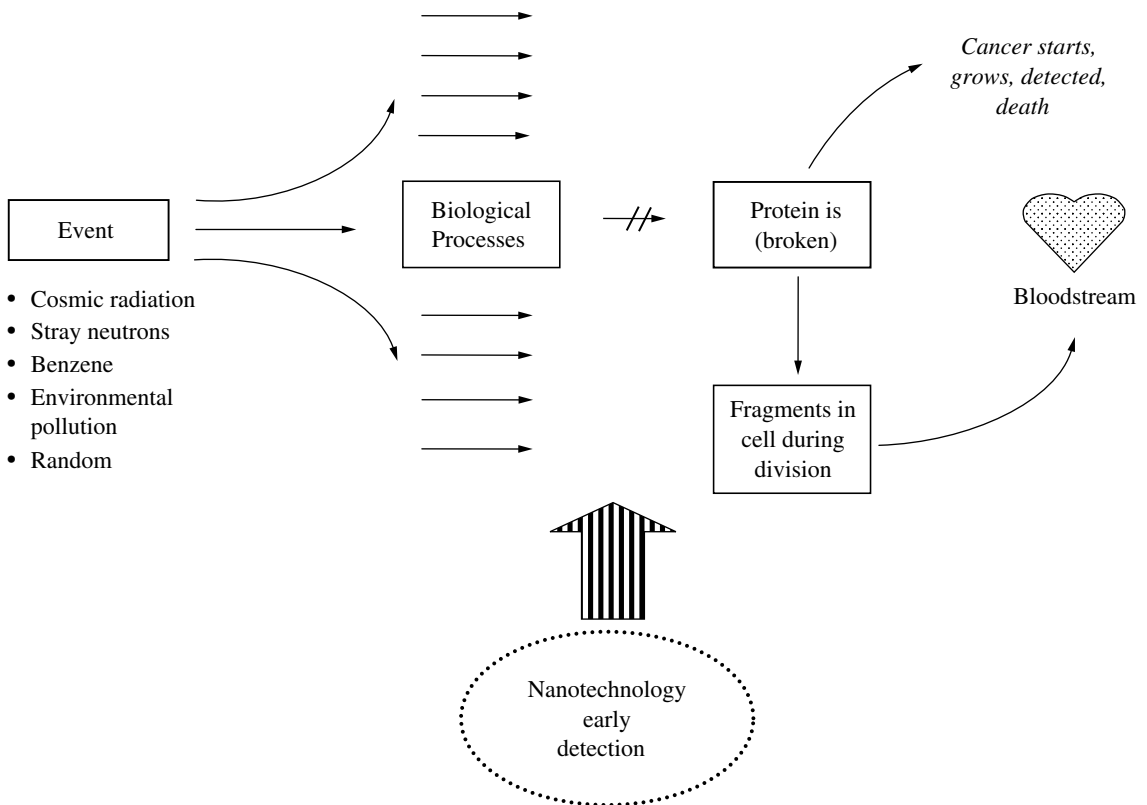 Cancer starts,
grows, detected,
death
Event
Biological
Processes
Protein is
(broken)
• Cosmic radiation
• Stray neutrons
• Benzene
• Environmental
pollution
• Random
Bloodstream
Fragments in
cell during
division
Nanotechnology
early
detection